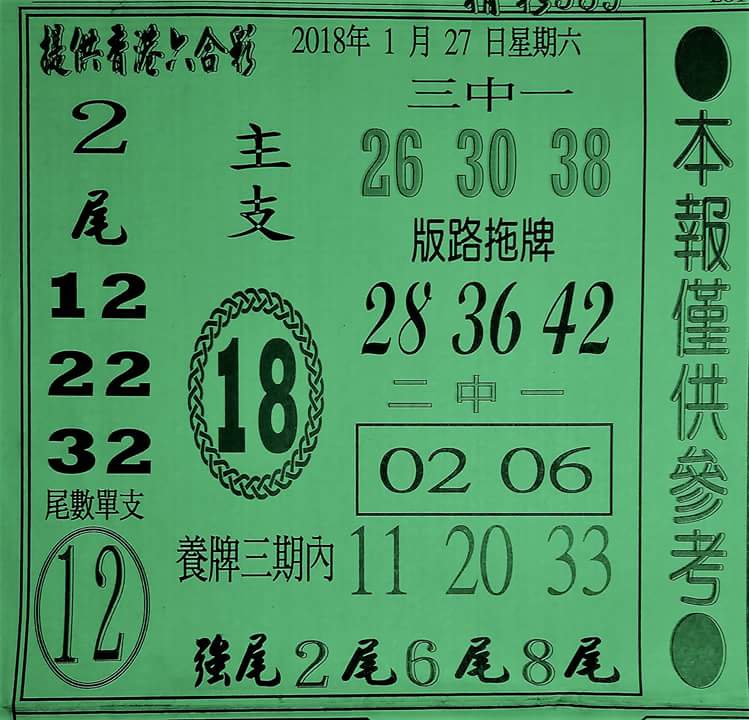 提供香港六合彩 2018年 1 月 27 日星期六
2
尾
12
22
32
尾數單支
12
主
支
18
三中一
26 30 38
版路拖牌
28 36 42
二中一
02 06
養牌三期內 11 20 33
強尾 2 尾 6 尾 8 尾
本報僅供參考